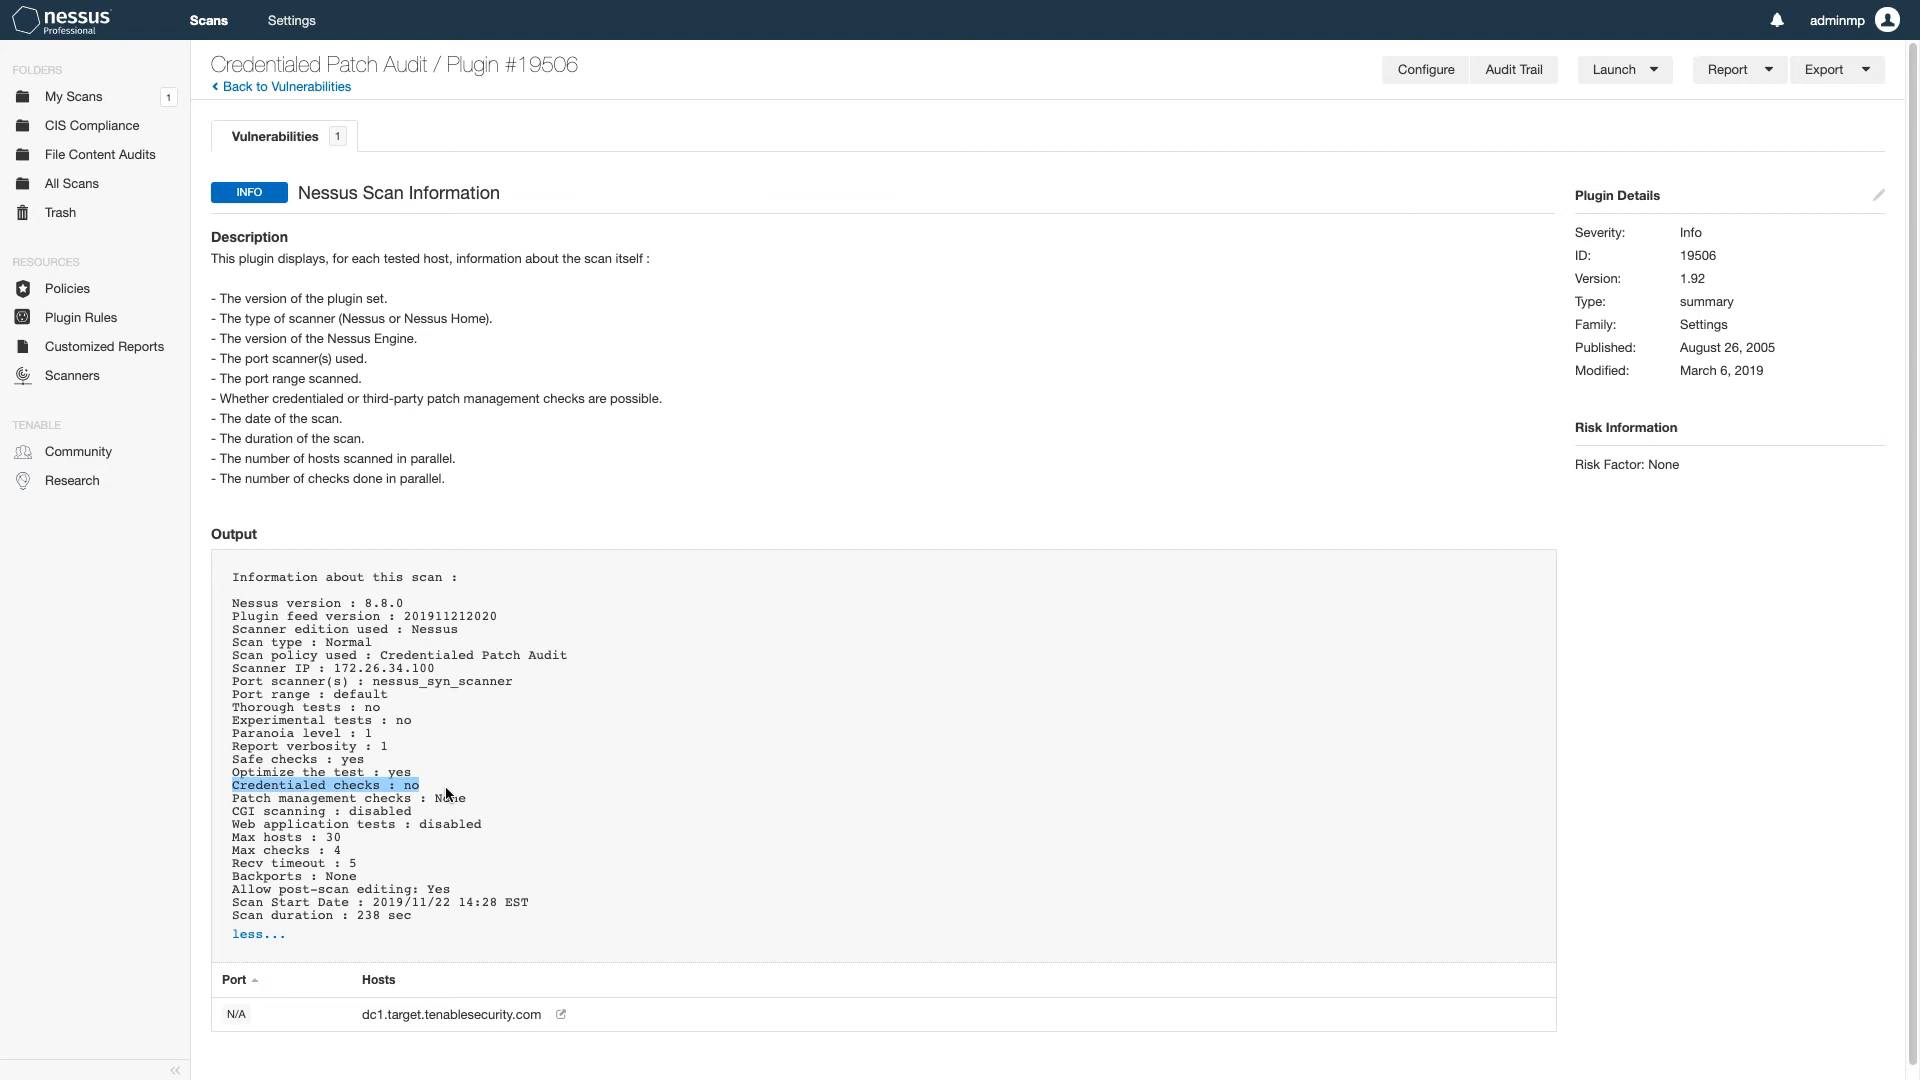 nessus
Professional
Scans
Settings
adminmp
FOLDERS
My Scans
1
CIS Compliance
File Content Audits
All Scans
Trash
RESOURCES
Policies
Plugin Rules
Customized Reports
Scanners
TENABLE
Community
Research
Credentialed Patch Audit / Plugin #19506
Back to Vulnerabilities
Configure
Audit Trail
Launch
Report
Export
Vulnerabilities 1
INFO
Nessus Scan Information
Description
This plugin displays, for each tested host, information about the scan itself :
- The version of the plugin set.
- The type of scanner (Nessus or Nessus Home).
- The version of the Nessus Engine.
- The port scanner(s) used.
- The port range scanned.
- Whether credentialed or third-party patch management checks are possible.
- The date of the scan.
- The duration of the scan.
- The number of hosts scanned in parallel.
- The number of checks done in parallel.
Output
Information about this scan :
Nessus version : 8.8.0
Plugin feed version : 201911212020
Scanner edition used : Nessus
Scan type : Normal
Scan policy used : Credentialed Patch Audit
Scanner IP : 172.26.34.100
Port scanner(s) : nessus_syn_scanner
Port range : default
Thorough tests : no
Experimental tests : no
Paranoia level : 1
Report verbosity : 1
Safe checks : yes
Optimize the test : yes
Credentialed checks : no
Patch management checks : None
CGI scanning : disabled
Web application tests : disabled
Max hosts : 30
Max checks : 4
Recv timeout : 5
Backports : None
Allow post-scan editing: Yes
Scan Start Date : 2019/11/22 14:28 EST
Scan duration : 238 sec
less...
Port
Hosts
N/A
dc1.target.tenablesecurity.com
Plugin Details
Severity: Info
ID: 19506
Version: 1.92
Type: summary
Family: Settings
Published: August 26, 2005
Modified: March 6, 2019
Risk Information
Risk Factor: None